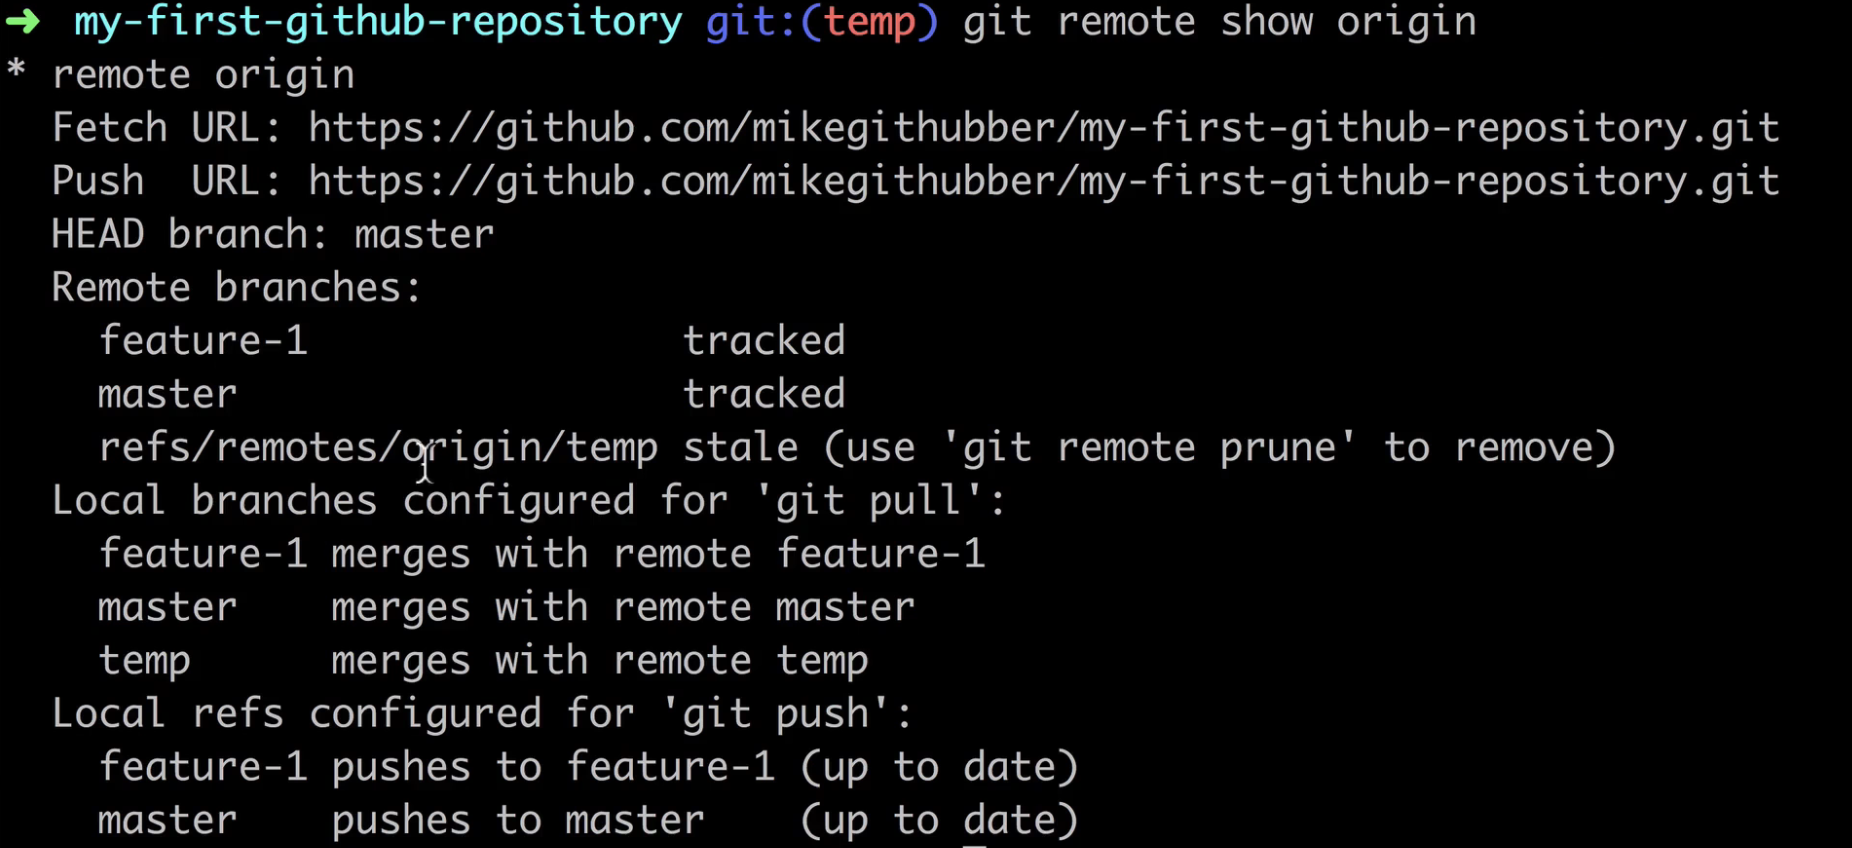 ➜ my-first-github-repository git:(temp) git remote show origin
* remote origin
  Fetch URL: https://github.com/mikegithubber/my-first-github-repository.git
  Push  URL: https://github.com/mikegithubber/my-first-github-repository.git
  HEAD branch: master
  Remote branches:
    feature-1                tracked
    master                   tracked
    refs/remotes/origin/temp stale (use 'git remote prune' to remove)
  Local branches configured for 'git pull':
    feature-1 merges with remote feature-1
    master    merges with remote master
    temp      merges with remote temp
  Local refs configured for 'git push':
    feature-1 pushes to feature-1 (up to date)
    master    pushes to master    (up to date)